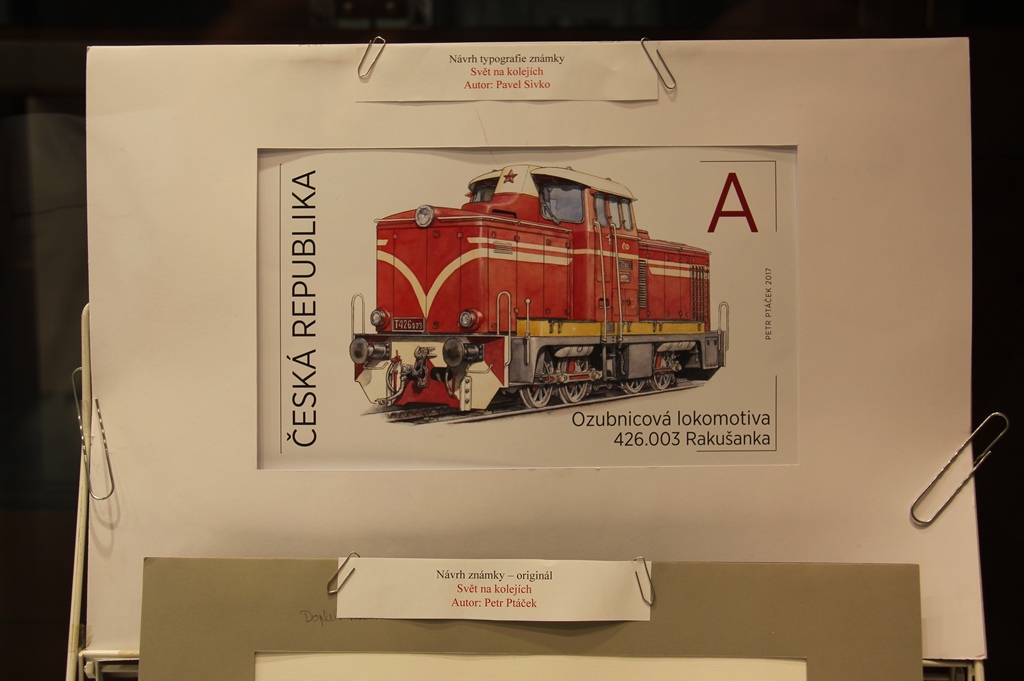 Návrh typografie známky
Svět na kolejích
Autor: Pavel Sivko
ČESKÁ REPUBLIKA
A
PETR PTÁČEK 2017
T426003
Ozubnicová lokomotiva
426.003 Rakušanka
Návrh známky – originál
Svět na kolejích
Autor: Petr Ptáček